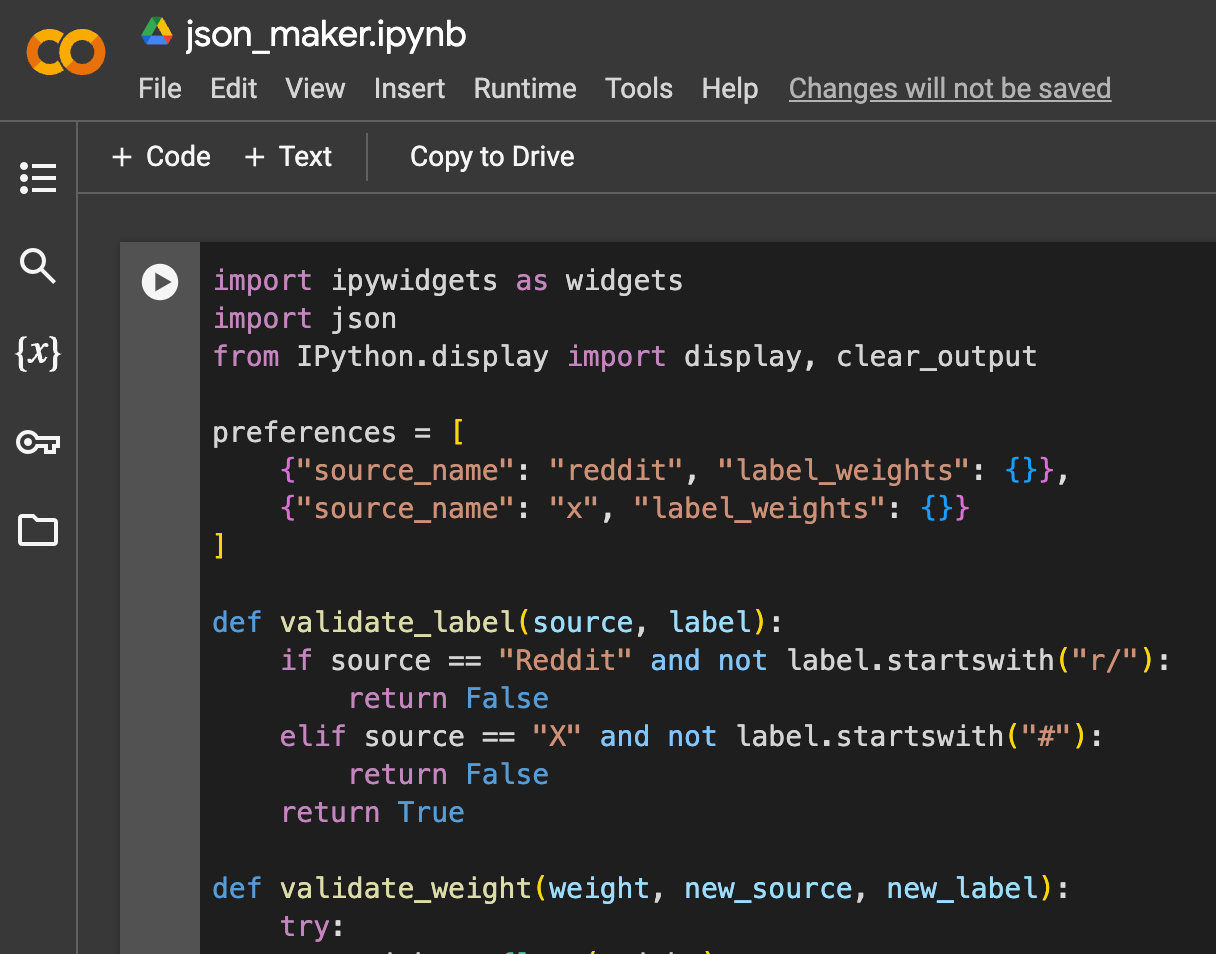 json_maker.ipynb
File Edit View Insert Runtime Tools Help Changes will not be saved
+ Code + Text Copy to Drive
{x}
import ipywidgets as widgets
import json
from IPython.display import display, clear_output
preferences = [
    {"source_name": "reddit", "label_weights": {}},
    {"source_name": "x", "label_weights": {}}
]
def validate_label(source, label):
    if source == "Reddit" and not label.startswith("r/"):
        return False
    elif source == "X" and not label.startswith("#"):
        return False
    return True
def validate_weight(weight, new_source, new_label):
    try: